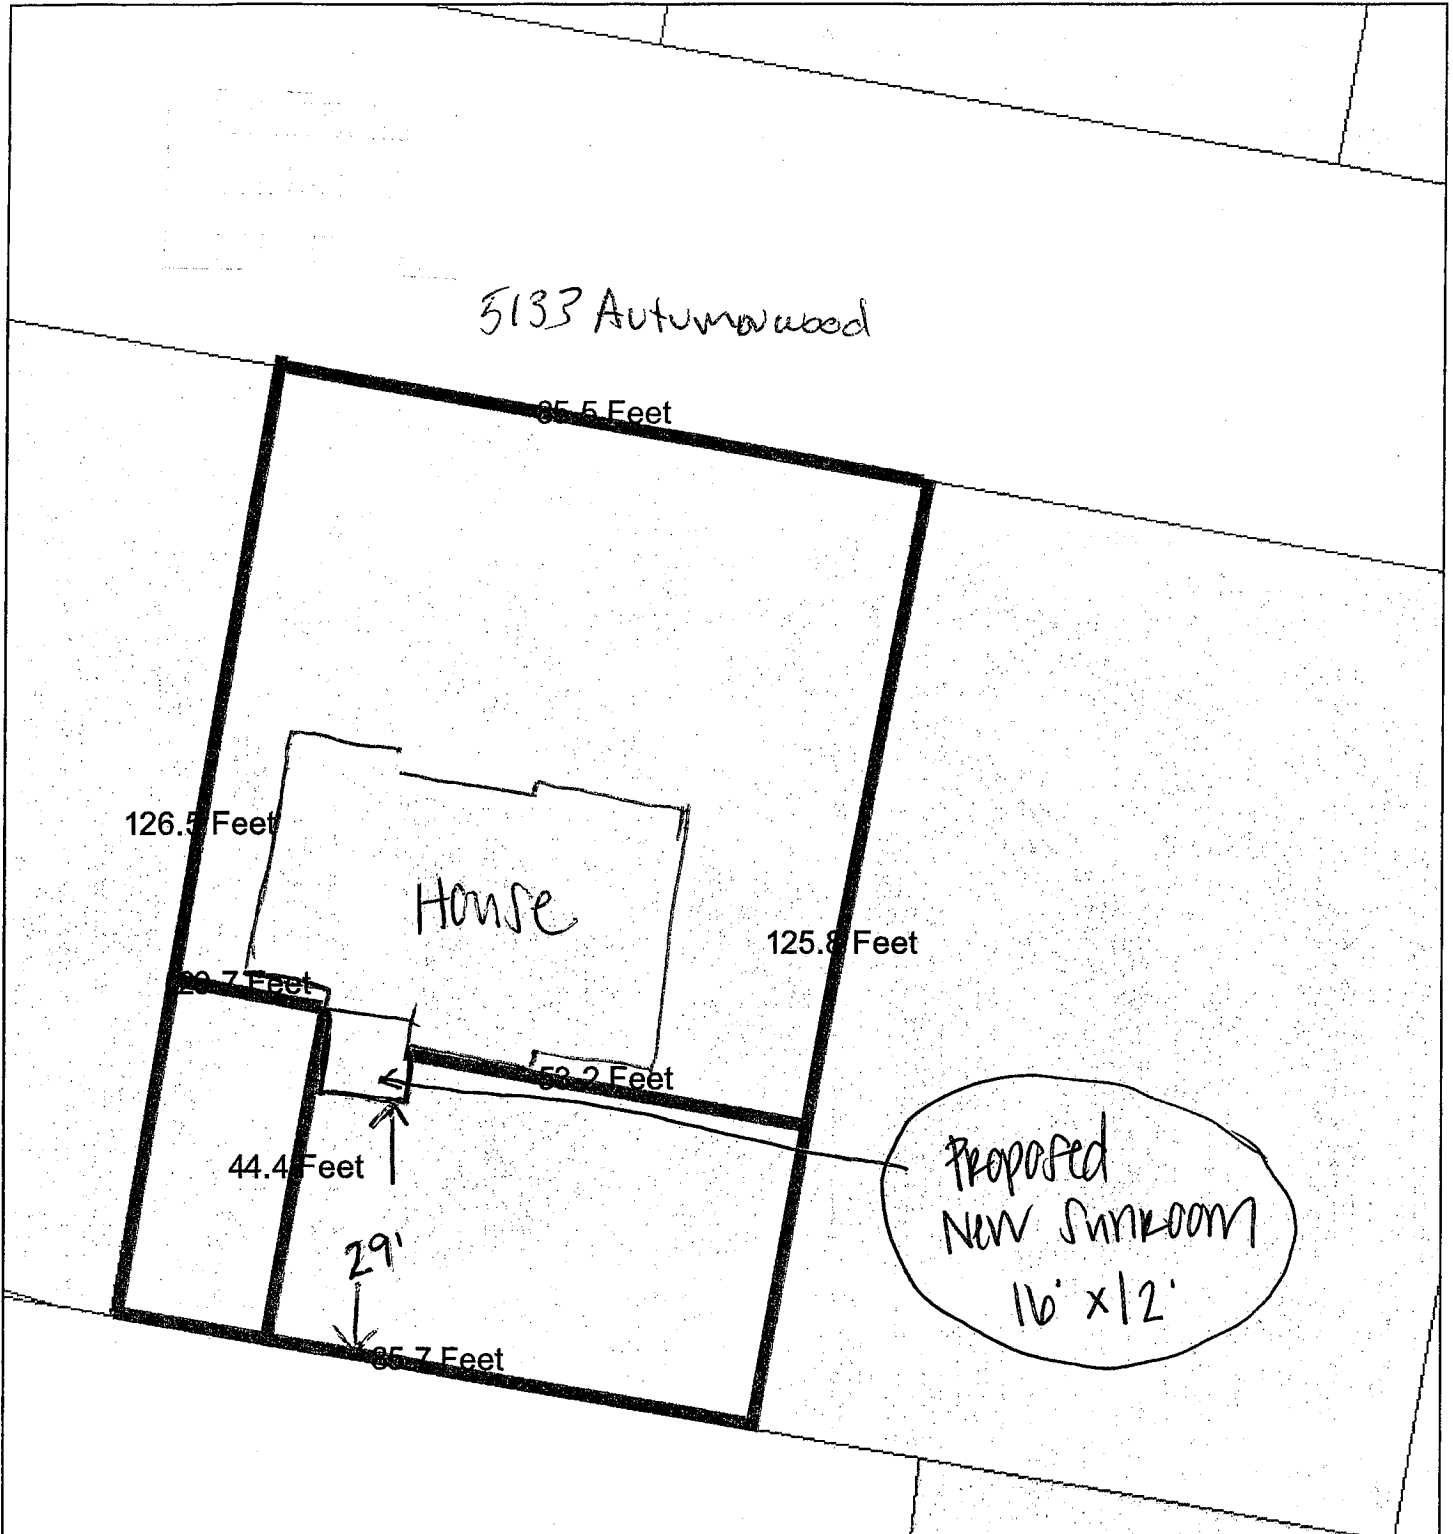 5133 Autumnwood
85.5 Feet
126.5 Feet
House
125.8 Feet
20.7 Feet
53.2 Feet
44.4 Feet
29'
Proposed
New Sunroom
16' x 12'
85.7 Feet